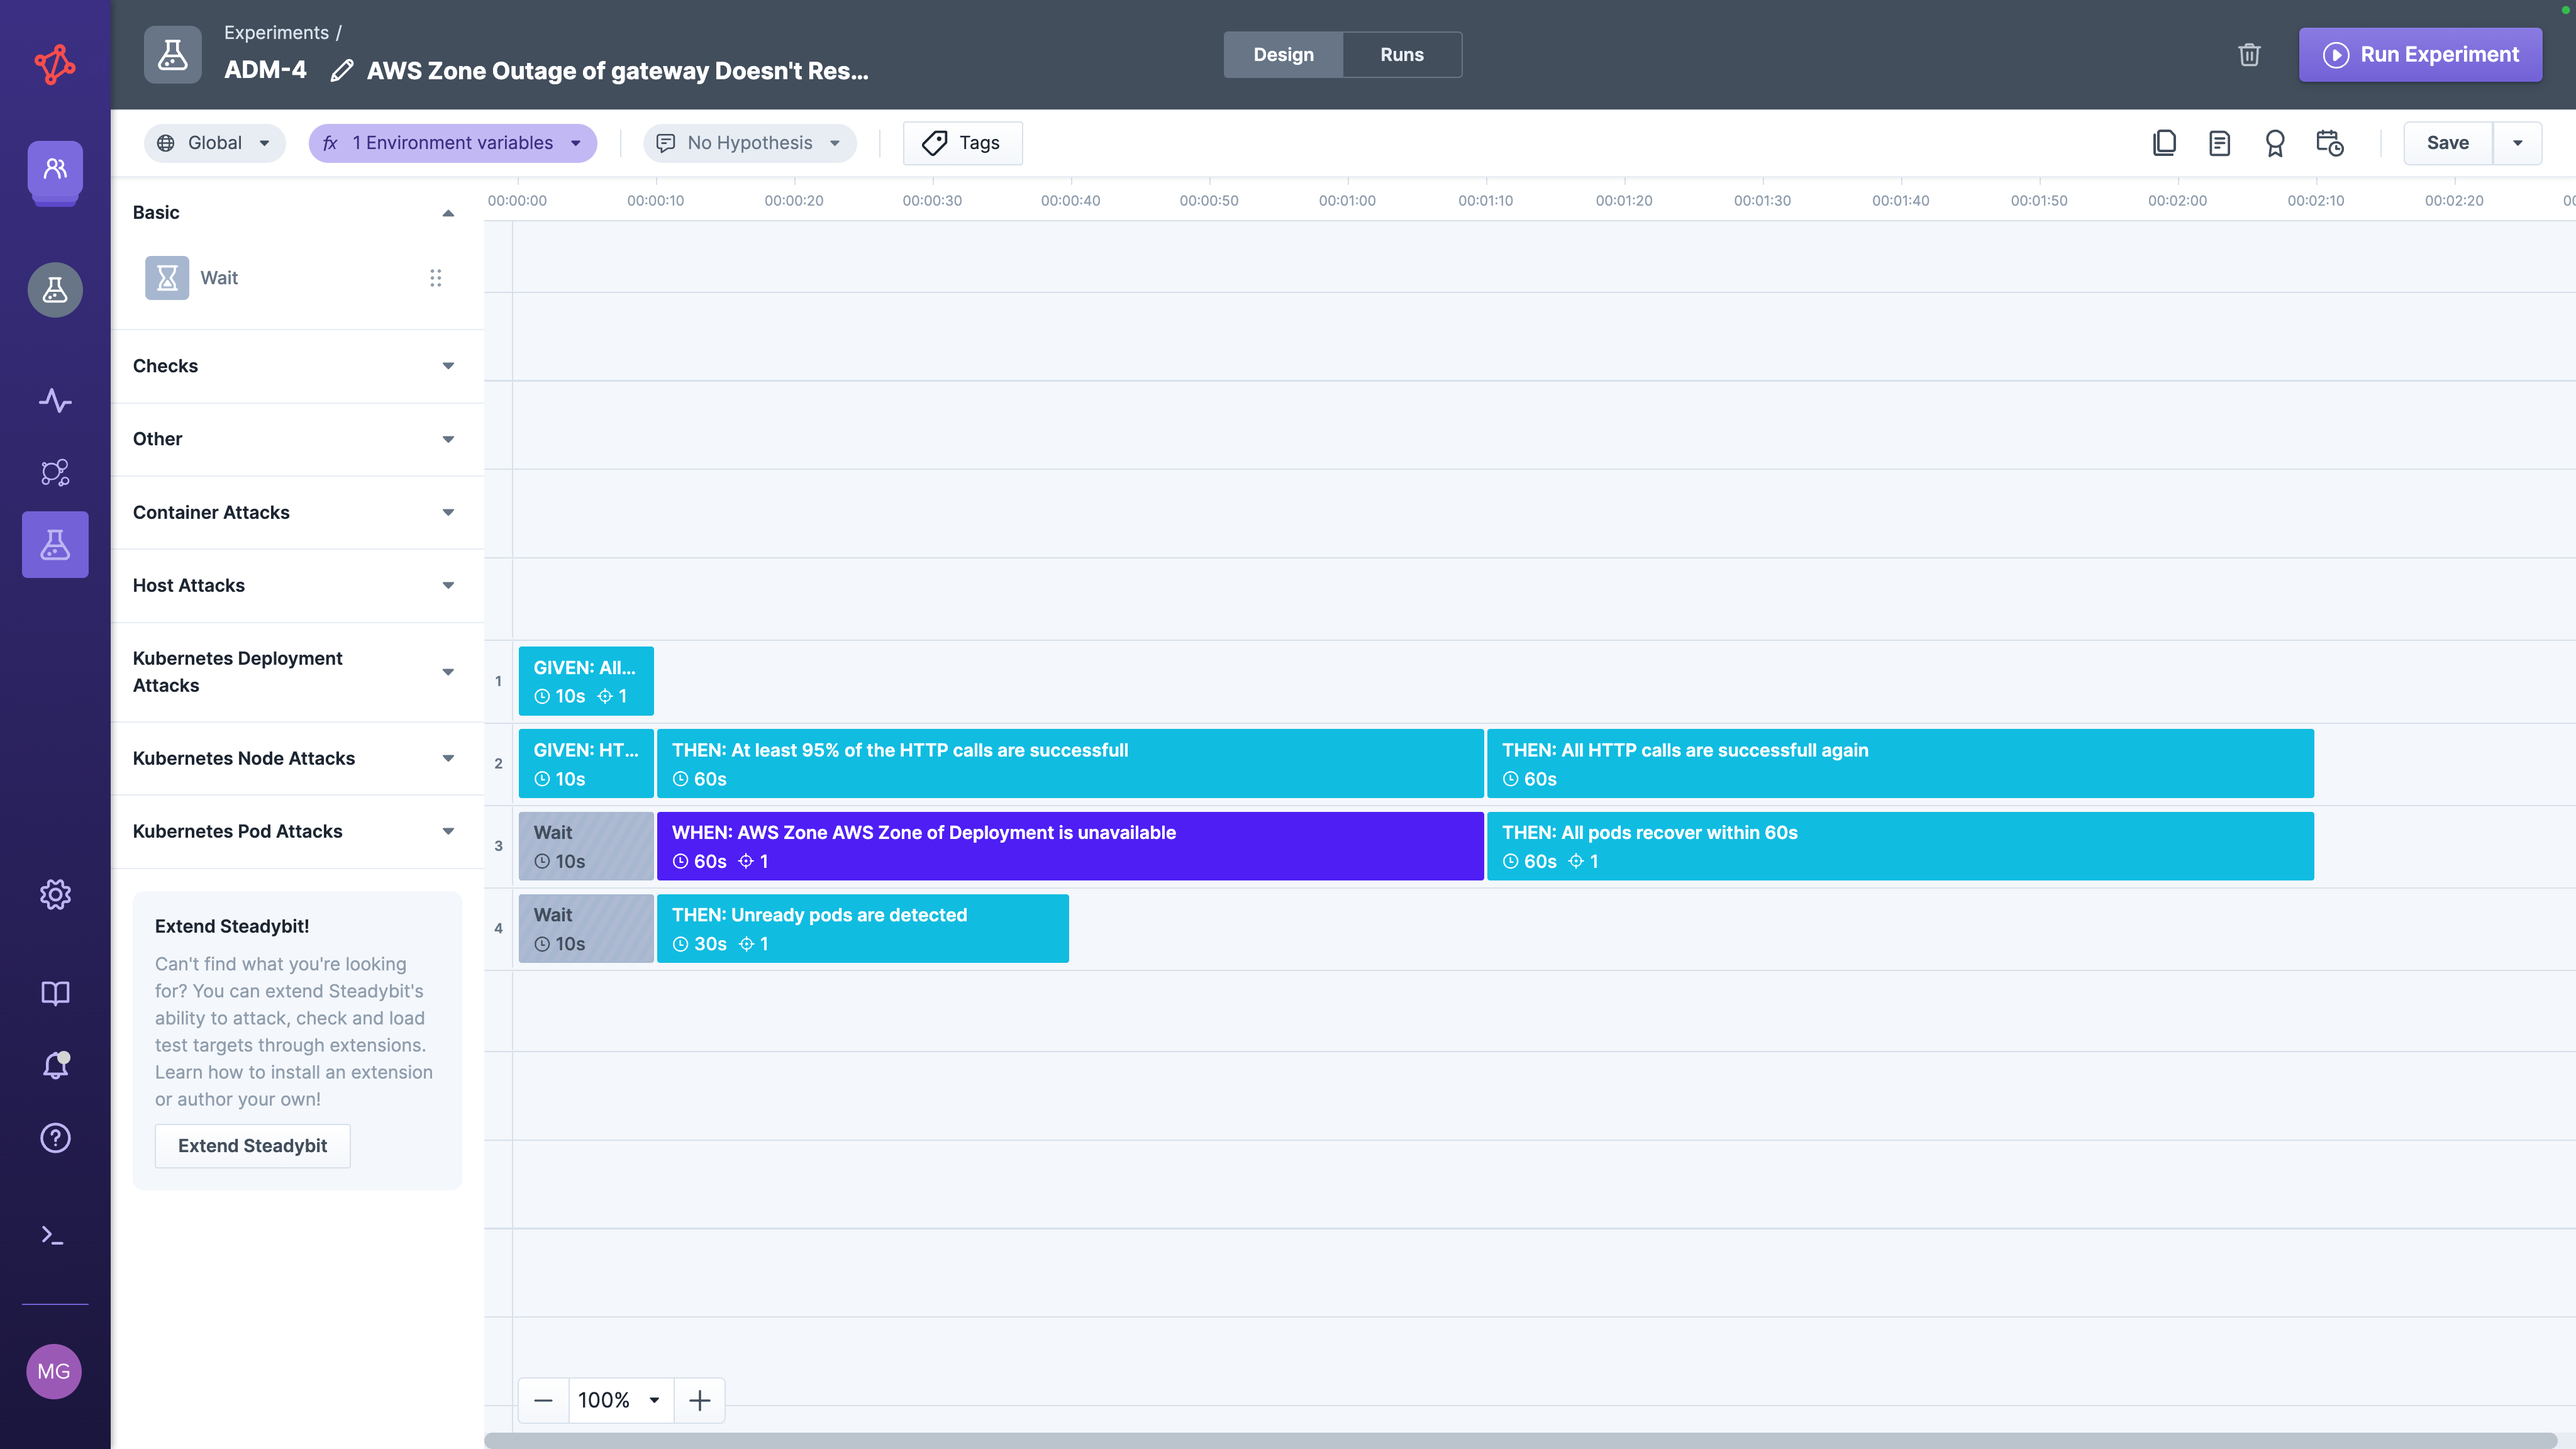 Experiments /
ADM-4 AWS Zone Outage of gateway Doesn't Res...
Design Runs
Run Experiment
Global
fx 1 Environment variables
No Hypothesis
Tags
Save
Basic
Wait
Checks
Other
Container Attacks
Host Attacks
Kubernetes Deployment
Attacks
Kubernetes Node Attacks
Kubernetes Pod Attacks
Extend Steadybit!
Can't find what you're looking
for? You can extend Steadybit's
ability to attack, check and load
test targets through extensions.
Learn how to install an extension
or author your own!
Extend Steadybit
MG
00:00:00 00:00:10 00:00:20 00:00:30 00:00:40 00:00:50 00:01:00 00:01:10 00:01:20 00:01:30 00:01:40 00:01:50 00:02:00 00:02:10 00:02:20
1
GIVEN: All...
10s 1
2
GIVEN: HT...
10s
THEN: At least 95% of the HTTP calls are successfull
60s
THEN: All HTTP calls are successfull again
60s
3
Wait
10s
WHEN: AWS Zone AWS Zone of Deployment is unavailable
60s 1
THEN: All pods recover within 60s
60s 1
4
Wait
10s
THEN: Unready pods are detected
30s 1
100%